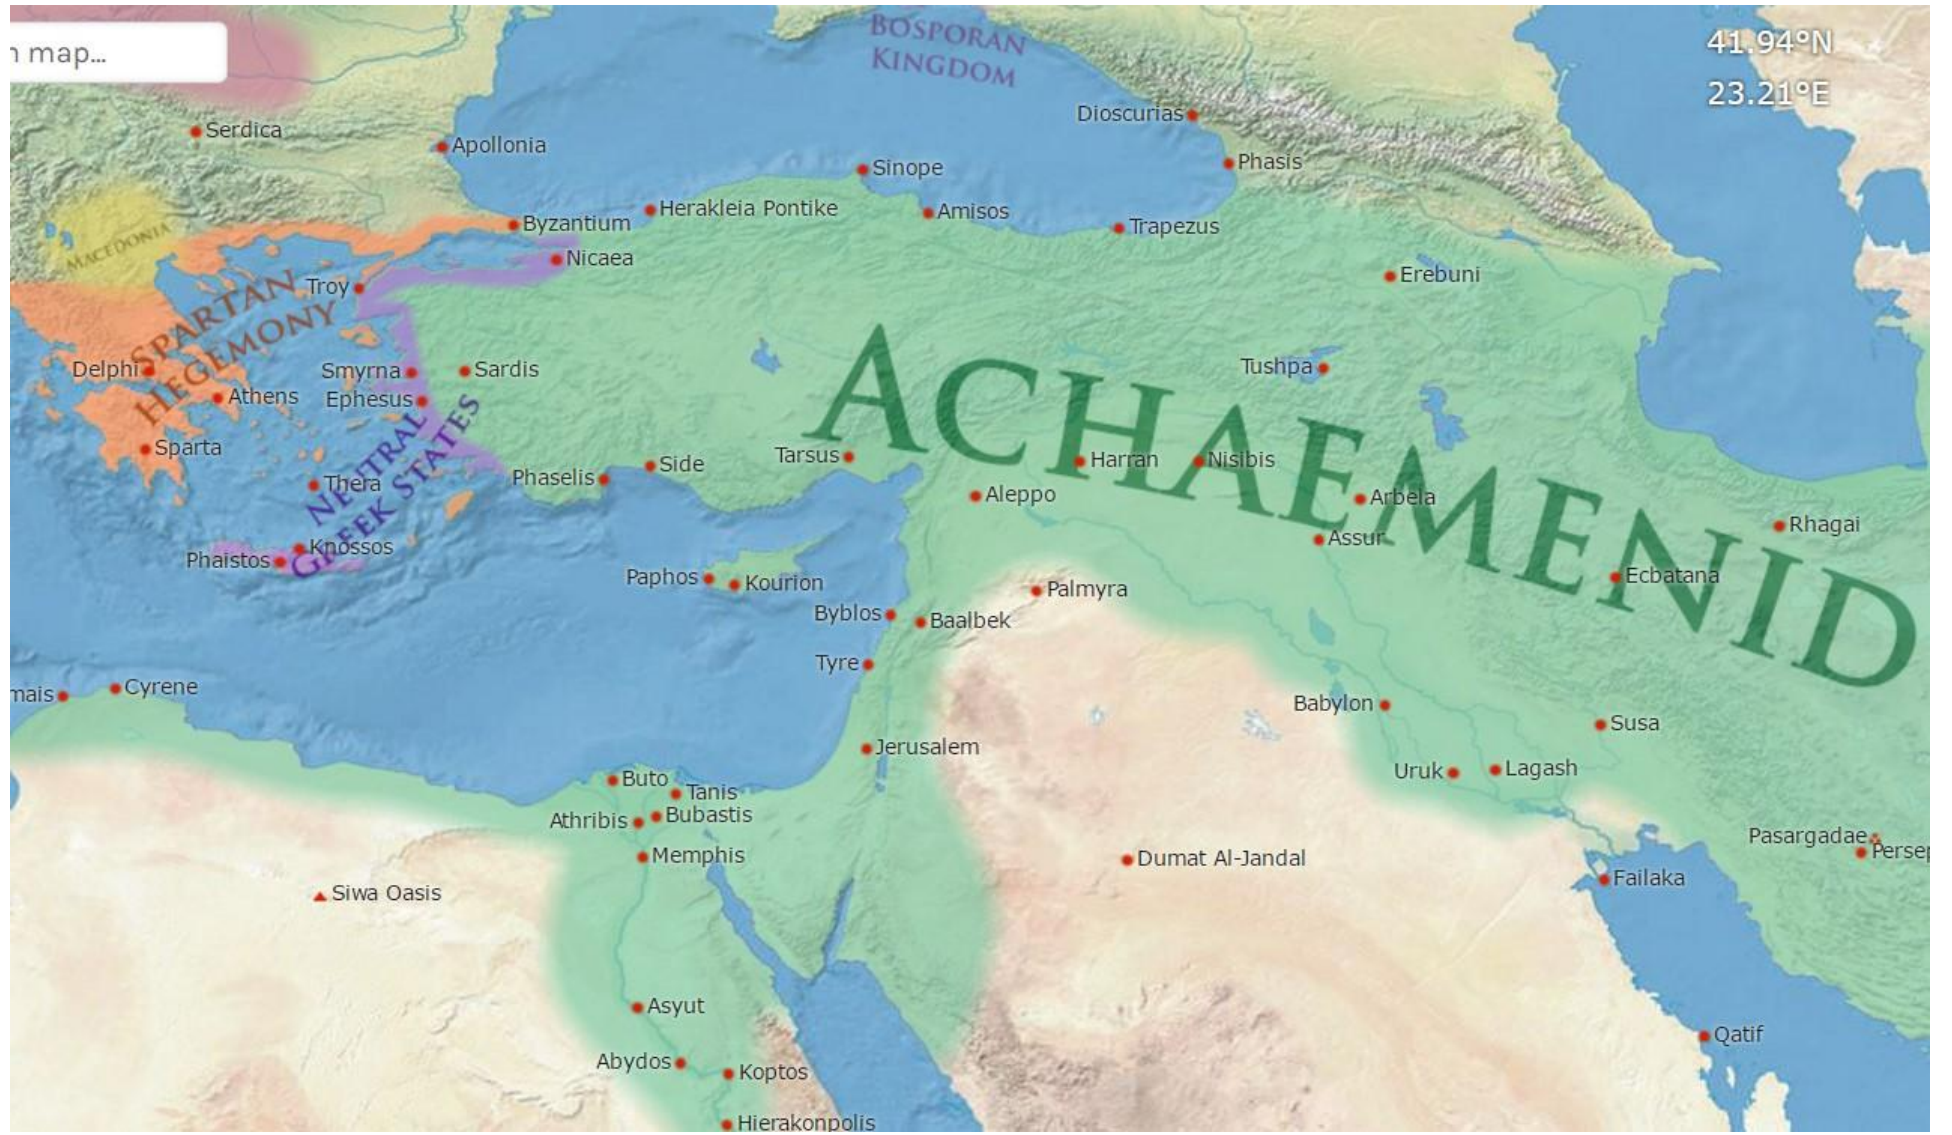 n map...
BOSPORAN
KINGDOM
41.94°N
23.21°E
Dioscurias
Serdica
Apollonia
Phasis
Sinope
Herakleia Pontike
Amisos
Byzantium
Trapezus
MACEDONIA
Nicaea
Erebuni
Troy
SPARTAN
HEGEMONY
Delphi
Smyrna
Sardis
Tushpa
Athens
Ephesus
ACHAEMENID
Sparta
NEUTRAL
GREEK STATES
Tarsus
Side
Harran
Nisibis
Phaselis
Thera
Aleppo
Arbela
Rhagai
Assur
Knossos
Phaistos
Paphos
Kourion
Ecbatana
Palmyra
Byblos
Baalbek
Tyre
Cyrene
mais
Babylon
Susa
Jerusalem
Uruk
Lagash
Buto
Tanis
Athribis
Bubastis
Memphis
Pasargadae
Persep
Dumat Al-Jandal
Failaka
Siwa Oasis
Asyut
Qatif
Abydos
Koptos
Hierakonpolis